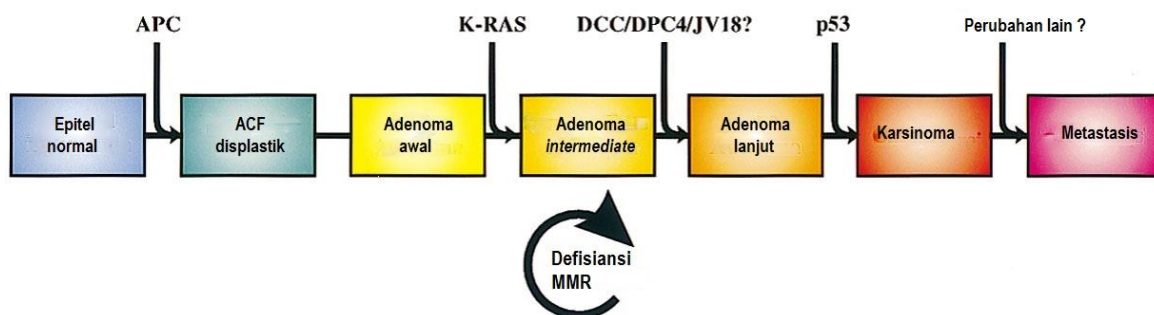 APC
K-RAS
DCC/DPC4/JV18?
p53
Perubahan lain ?
Epitel
normal
ACF
displastik
Adenoma
awal
Adenoma
intermediate
Adenoma
lanjut
Karsinoma
Metastasis
Defisiansi
MMR